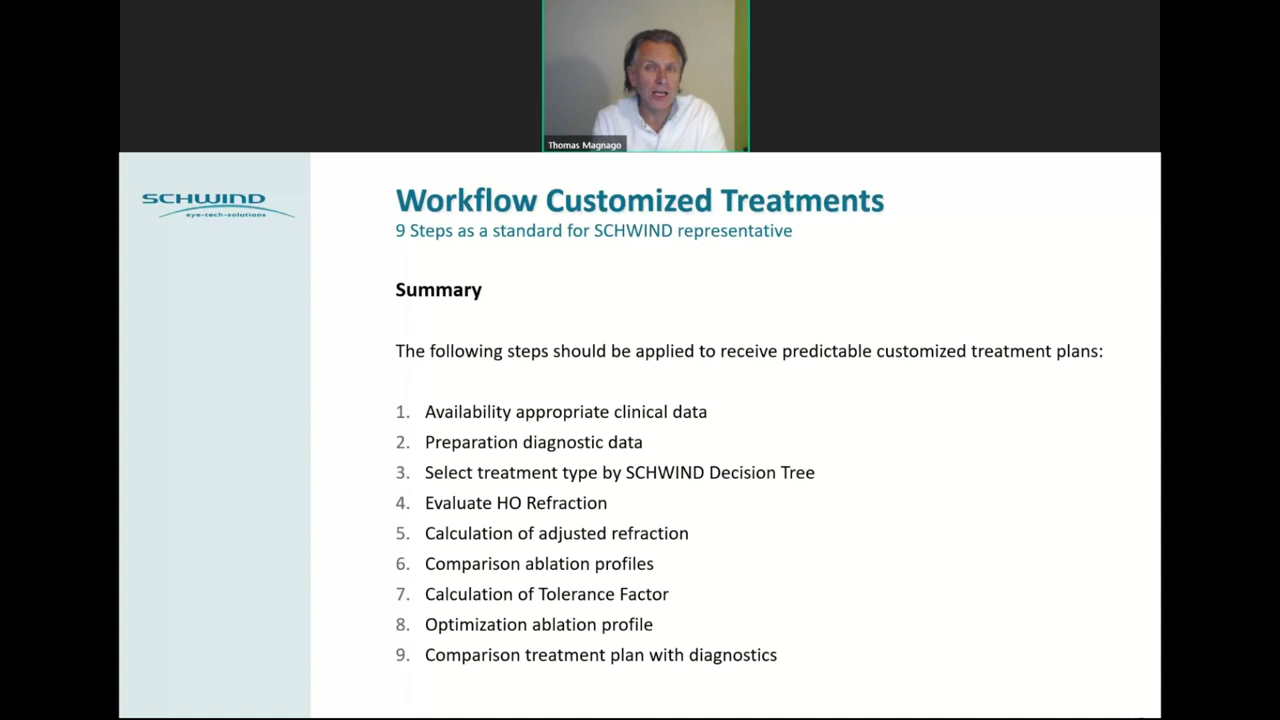 Thomas Magnago
SCHWIND
eye-tech-solutions
Workflow Customized Treatments
9 Steps as a standard for SCHWIND representative
Summary
The following steps should be applied to receive predictable customized treatment plans:
1. Availability appropriate clinical data
2. Preparation diagnostic data
3. Select treatment type by SCHWIND Decision Tree
4. Evaluate HO Refraction
5. Calculation of adjusted refraction
6. Comparison ablation profiles
7. Calculation of Tolerance Factor
8. Optimization ablation profile
9. Comparison treatment plan with diagnostics